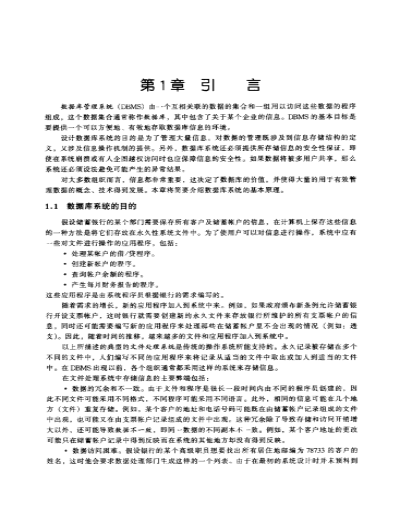 第1章 引 言
数据库管理系统（DBMS）由一个互相关联的数据的集合和一组用以访问这些数据的程序
组成，这个数据集合通常称作数据库，其中包含了关于某个企业的信息。DBMS 的基本目标是
要提供一个可以方便地、有效地存取数据库信息的环境。
设计数据库系统的目的是为了管理大量信息。对数据的管理既涉及到信息存储结构的定
义，又涉及信息操作机制的提供。另外，数据库系统还必须提供所存储信息的安全性保证，即
使在系统崩溃或有人企图越权访问时也应保障信息的安全性。如果数据将被多用户共享，那么
系统还必须设法避免可能产生的异常结果。
对大多数组织而言，信息都非常重要，这决定了数据库的价值，并使得大量的用于有效管
理数据的概念、技术得到发展。本章将简要介绍数据库系统的基本原理。
1.1 数据库系统的目的
假设储蓄银行的某个部门需要保存所有客户及储蓄帐户的信息，在计算机上保存这些信息
的一种方法是将它们存放在永久性系统文件中。为了使用户可以对信息进行操作，系统中应有
一些对文件进行操作的应用程序，包括：
• 处理某帐户的借/贷程序。
• 创建新帐户的程序。
• 查询帐户余额的程序。
• 产生每月财务报告的程序。
这些应用程序是由系统程序员根据银行的需求编写的。
随着需求的增长，新的应用程序加入到系统中来。例如，如果政府颁布新条例允许储蓄银
行开设支票帐户，这时银行就需要创建新的永久文件来存放银行所维护的所有支票帐户的信
息，同时还可能需要编写新的应用程序来处理那些在储蓄帐户里不会出现的情况（例如：透
支）。因此，随着时间的推移，越来越多的文件和应用程序加入到系统中。
以上所描述的典型的文件处理系统是传统的操作系统所能支持的。永久记录被存储在多个
不同的文件中，人们编写不同的应用程序来将记录从适当的文件中取出或加入到适当的文件
中。在 DBMS 出现以前，各个组织通常都采用这样的系统来存储信息。
在文件处理系统中存储信息的主要弊端包括：
• 数据的冗余和不一致。由于文件和程序是很长一段时间内由不同的程序员创建的，因
此不同文件可能采用不同格式，不同程序可能采用不同语言。此外，相同的信息可能在几个地
方（文件）重复存储。例如，某个客户的地址和电话号码可能既在由储蓄帐户记录组成的文件
中出现，也可能又在由支票帐户记录组成的文件中出现。这种冗余除了导致存储和访问开销增
大以外，还可能导致数据不一致，即同一数据的不同副本不一致。例如，某个客户地址的更改
可能只在储蓄帐户记录中得到反映而在系统的其他地方却没有得到反映。
• 数据访问困难。假设银行的某个高级职员想要找出所有居住地邮编为 78733 的客户的
姓名，这时他会要求数据处理部门生成这样的一个列表。由于在最初的系统设计时并未预料到